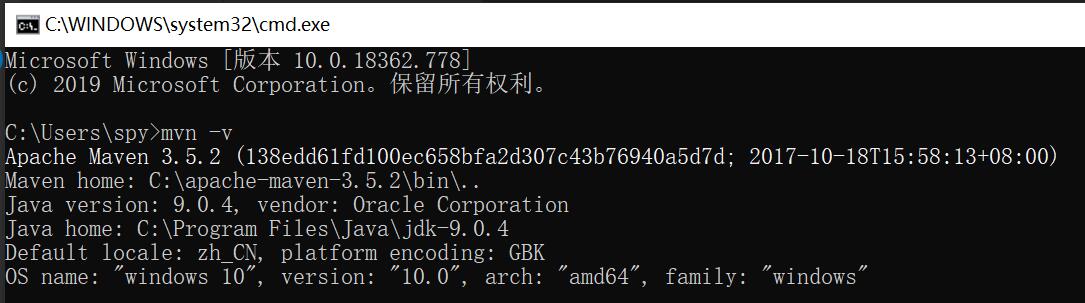 C:\WINDOWS\system32\cmd.exe
Microsoft Windows [版本 10.0.18362.778]
(c) 2019 Microsoft Corporation。保留所有权利。
C:\Users\spy>mvn -v
Apache Maven 3.5.2 (138edd61fd100ec658bfa2d307c43b76940a5d7d; 2017-10-18T15:58:13+08:00)
Maven home: C:\apache-maven-3.5.2\bin\..
Java version: 9.0.4, vendor: Oracle Corporation
Java home: C:\Program Files\Java\jdk-9.0.4
Default locale: zh_CN, platform encoding: GBK
OS name: "windows 10", version: "10.0", arch: "amd64", family: "windows"